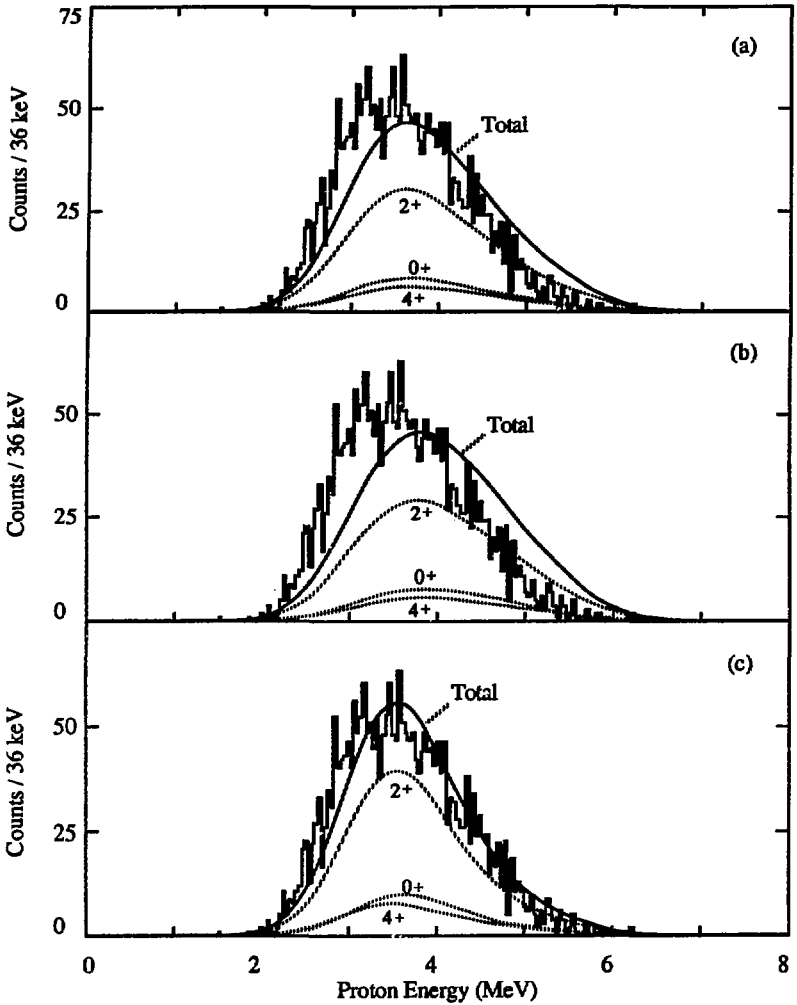 75
(a)
Counts / 36 keV
50
Total
25
2+
0+
4+
0
(b)
Counts / 36 keV
50
Total
25
2+
0+
4+
0
(c)
Counts / 36 keV
50
Total
2+
25
0+
4+
0
0 2 4 6 8
Proton Energy (MeV)